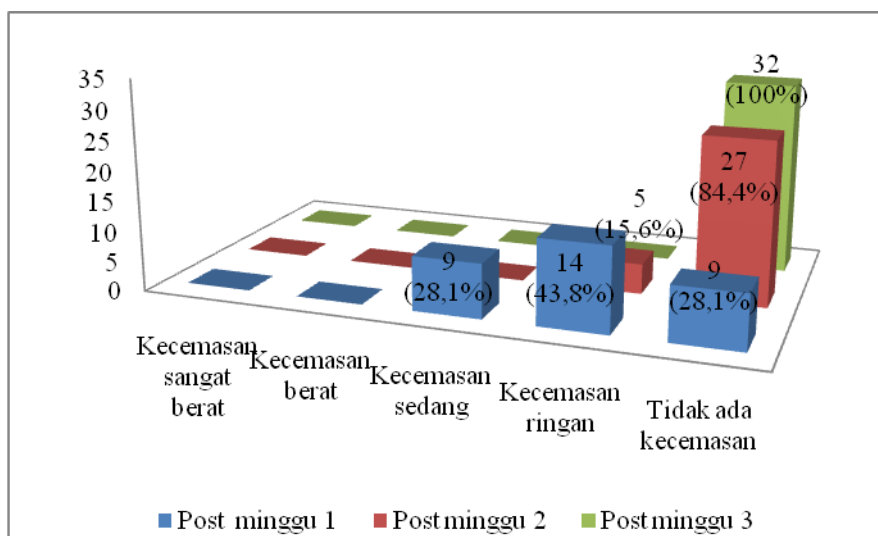 35
30
25
20
15
10
5
0
32
(100%)
27
(84,4%)
5
(15,6%)
9
(28,1%)
14
(43,8%)
9
(28,1%)
Kecemasan
sangat
berat
Kecemasan
berat
Kecemasan
sedang
Kecemasan
ringan
Tidak ada
kecemasan
Post minggu 1
Post minggu 2
Post minggu 3